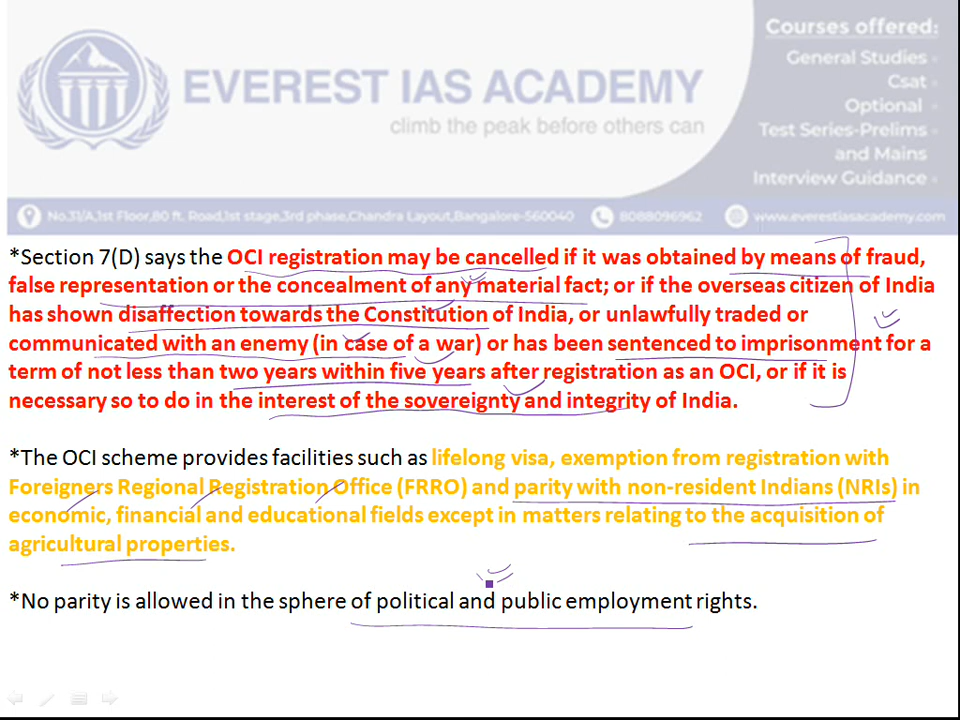 Courses offered:
General Studies
Csat
EVEREST IAS ACADEMY
Optional
climb the peak before others can
Test Series-Prelims
and Mains
Interview Guidance
No.31/A,1st Floor,80 ft. Road,1st stage,3rd phase,Chandra Layout,Bangalore-560040 8088096962 www.everestiasacademy.com
*Section 7(D) says the OCI registration may be cancelled if it was obtained by means of fraud,
false representation or the concealment of any material fact; or if the overseas citizen of India
has shown disaffection towards the Constitution of India, or unlawfully traded or
communicated with an enemy (in case of a war) or has been sentenced to imprisonment for a
term of not less than two years within five years after registration as an OCI, or if it is
necessary so to do in the interest of the sovereignty and integrity of India.
*The OCI scheme provides facilities such as lifelong visa, exemption from registration with
Foreigners Regional Registration Office (FRRO) and parity with non-resident Indians (NRIs) in
economic, financial and educational fields except in matters relating to the acquisition of
agricultural properties.
*No parity is allowed in the sphere of political and public employment rights.